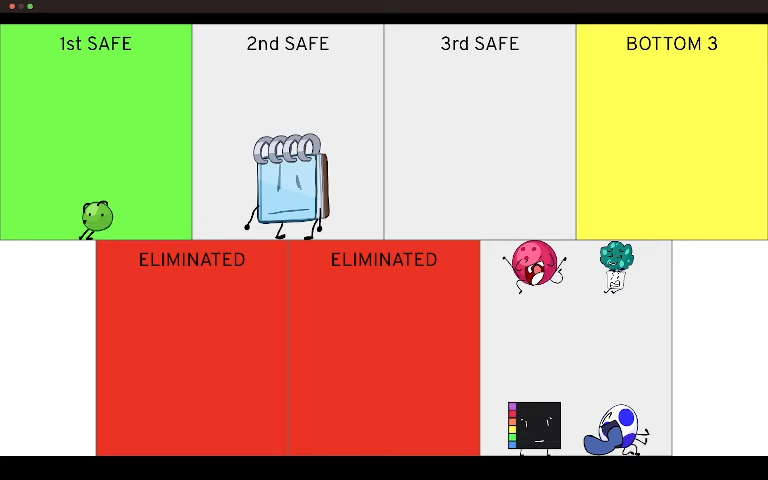 1st SAFE
2nd SAFE
3rd SAFE
BOTTOM 3
ELIMINATED
ELIMINATED